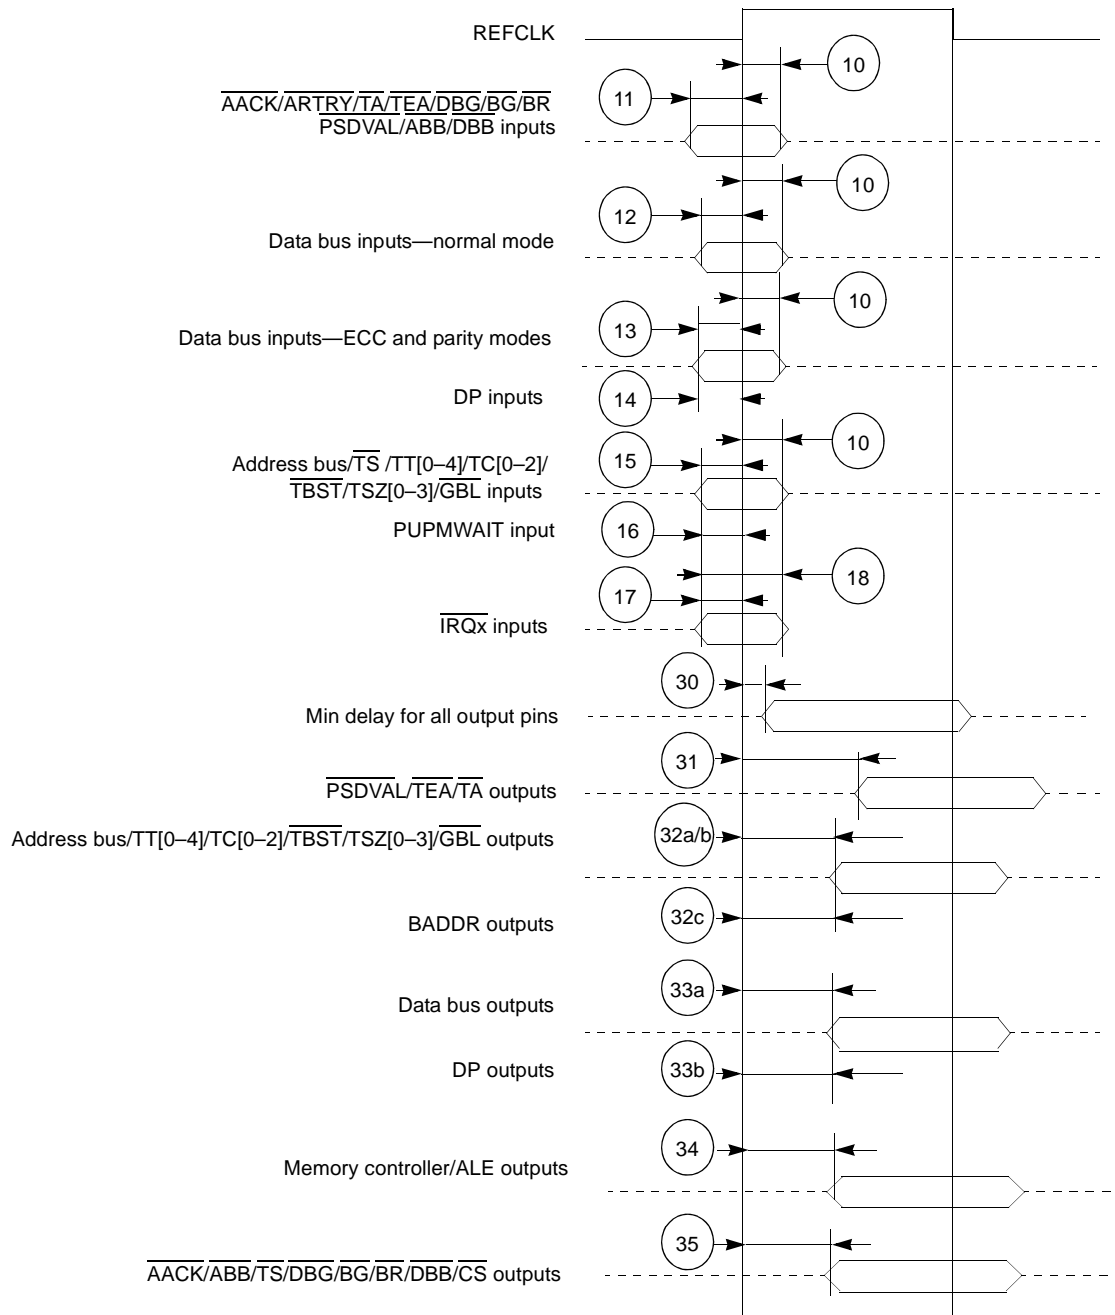 REFCLK
10
11
AACK/ARTRY/TA/TEA/DBG/BG/BR
PSDVAL/ABB/DBB inputs
10
12
Data bus inputs—normal mode
10
13
Data bus inputs—ECC and parity modes
DP inputs
14
10
Address bus/TS /TT[0–4]/TC[0–2]/
15
TBST/TSZ[0–3]/GBL inputs
PUPMWAIT input
16
18
17
IRQx inputs
30
Min delay for all output pins
31
PSDVAL/TEA/TA outputs
Address bus/TT[0–4]/TC[0–2]/TBST/TSZ[0–3]/GBL outputs
32a/b
BADDR outputs
32c
33a
Data bus outputs
DP outputs
33b
34
Memory controller/ALE outputs
35
AACK/ABB/TS/DBG/BG/BR/DBB/CS outputs